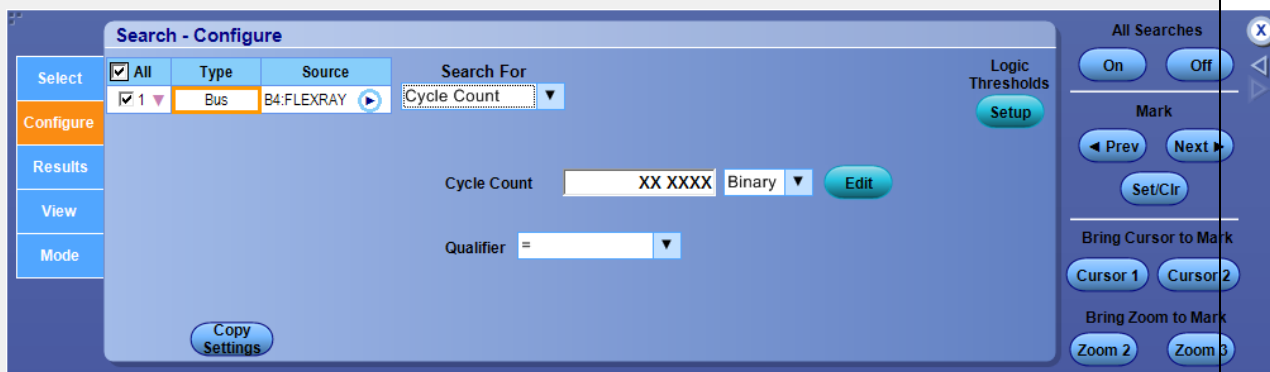 Search - Configure
Select
Configure
Results
View
Mode
All Type Source
1 Bus B4:FLEXRAY
Search For
Cycle Count
Logic
Thresholds
Setup
Cycle Count XX XXXX Binary Edit
Qualifier =
Copy
Settings
All Searches
X
On Off
Mark
Prev Next
Set/Clr
Bring Cursor to Mark
Cursor 1 Cursor 2
Bring Zoom to Mark
Zoom 2 Zoom 3